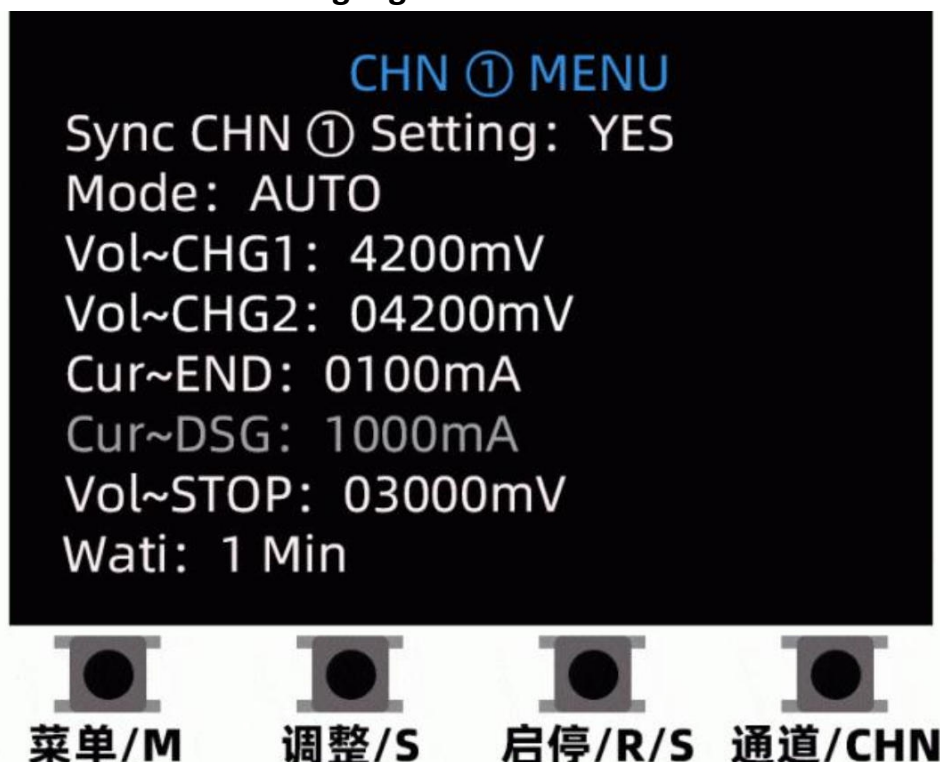 CHN ① MENU
Sync CHN ① Setting: YES
Mode: AUTO
Vol~CHG1: 4200mV
Vol~CHG2: 04200mV
Cur~END: 0100mA
Cur~DSG: 1000mA
Vol~STOP: 03000mV
Wati: 1 Min
菜单/M 调整/S 启停/R/S 通道/CHN